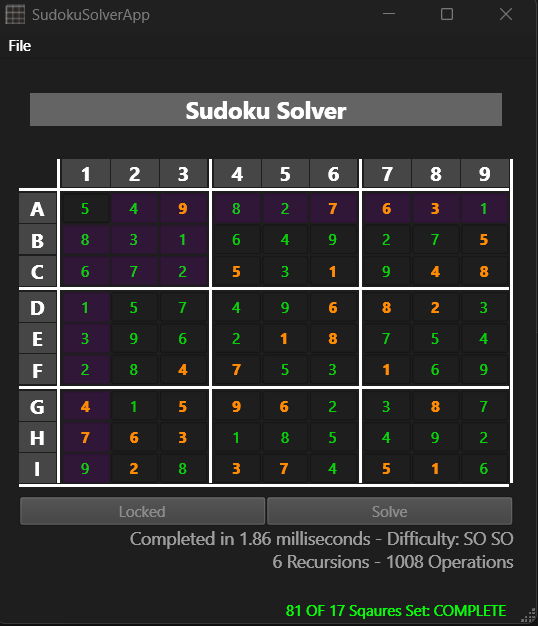 SudokuSolverApp
File
Sudoku Solver
1 2 3 4 5 6 7 8 9
A 5 4 9 8 2 7 6 3 1
B 8 3 1 6 4 9 2 7 5
C 6 7 2 5 3 1 9 4 8
D 1 5 7 4 9 6 8 2 3
E 3 9 6 2 1 8 7 5 4
F 2 8 4 7 5 3 1 6 9
G 4 1 5 9 6 2 3 8 7
H 7 6 3 1 8 5 4 9 2
I 9 2 8 3 7 4 5 1 6
Locked Solve
Completed in 1.86 milliseconds - Difficulty: SO SO
6 Recursions - 1008 Operations
81 OF 17 Sqaures Set: COMPLETE